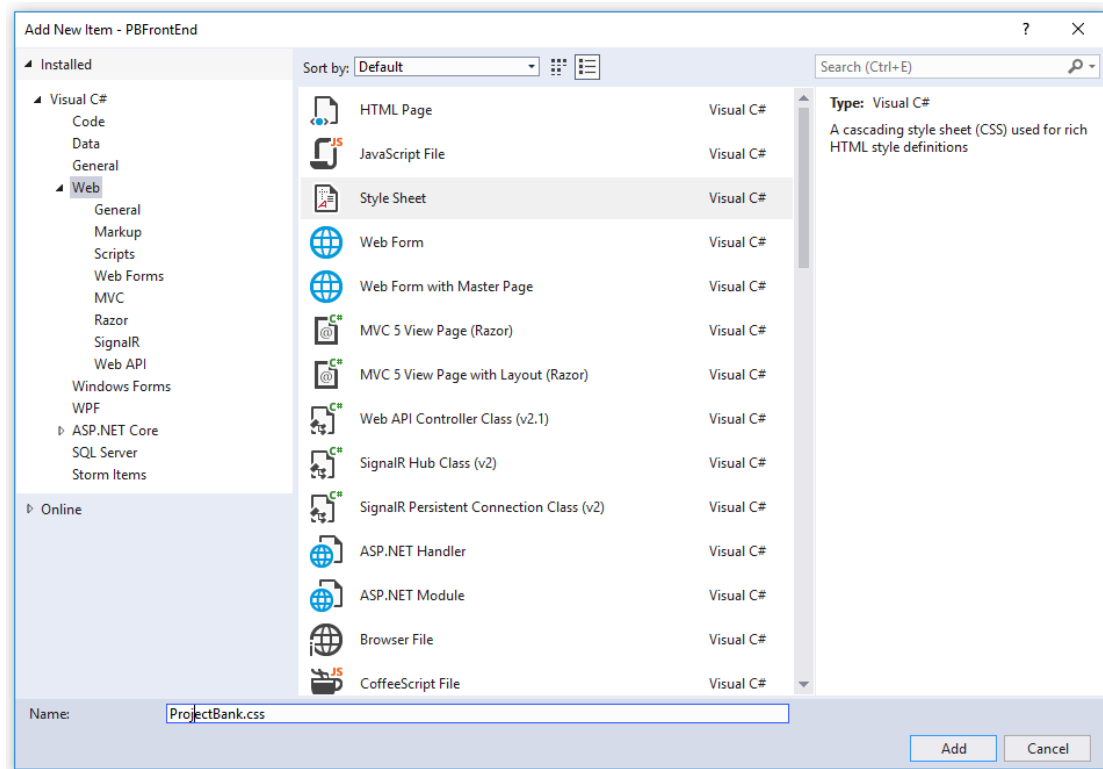 Add New Item - PBFrontEnd
?
Installed
Sort by: Default
Search (Ctrl+E)
Visual C#
Code
Data
General
Web
General
Markup
Scripts
Web Forms
MVC
Razor
SignalR
Web API
Windows Forms
WPF
ASP.NET Core
SQL Server
Storm Items
Online
HTML Page Visual C#
JS
JavaScript File Visual C#
Style Sheet Visual C#
Web Form Visual C#
Web Form with Master Page Visual C#
C#
@
MVC 5 View Page (Razor) Visual C#
C#
@
MVC 5 View Page with Layout (Razor) Visual C#
C#
Web API Controller Class (v2.1) Visual C#
C#
SignalR Hub Class (v2) Visual C#
C#
SignalR Persistent Connection Class (v2) Visual C#
ASP.NET Handler Visual C#
ASP.NET Module Visual C#
Browser File Visual C#
JS
CoffeeScript File Visual C#
Type: Visual C#
A cascading style sheet (CSS) used for rich
HTML style definitions
Name: ProjectBank.css
Add Cancel